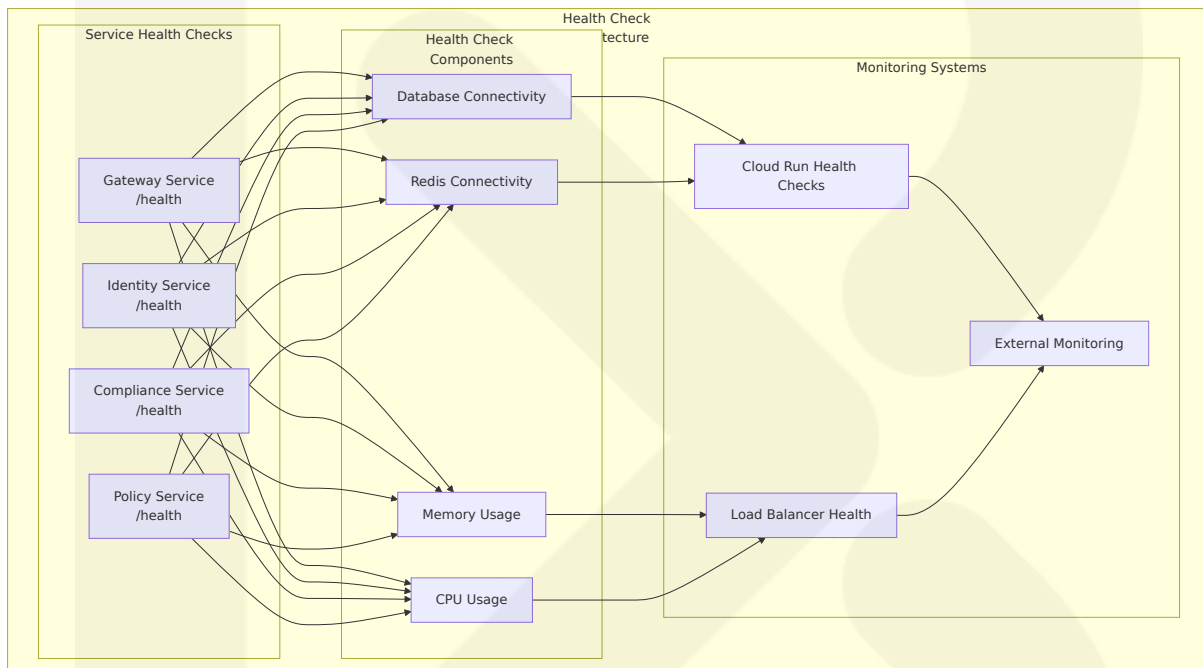 Health Check
tecture
Service Health Checks
Gateway Service
/health
Identity Service
/health
Compliance Service
/health
Policy Service
/health
Health Check
Components
Database Connectivity
Redis Connectivity
Memory Usage
CPU Usage
Monitoring Systems
Cloud Run Health
Checks
Load Balancer Health
External Monitoring